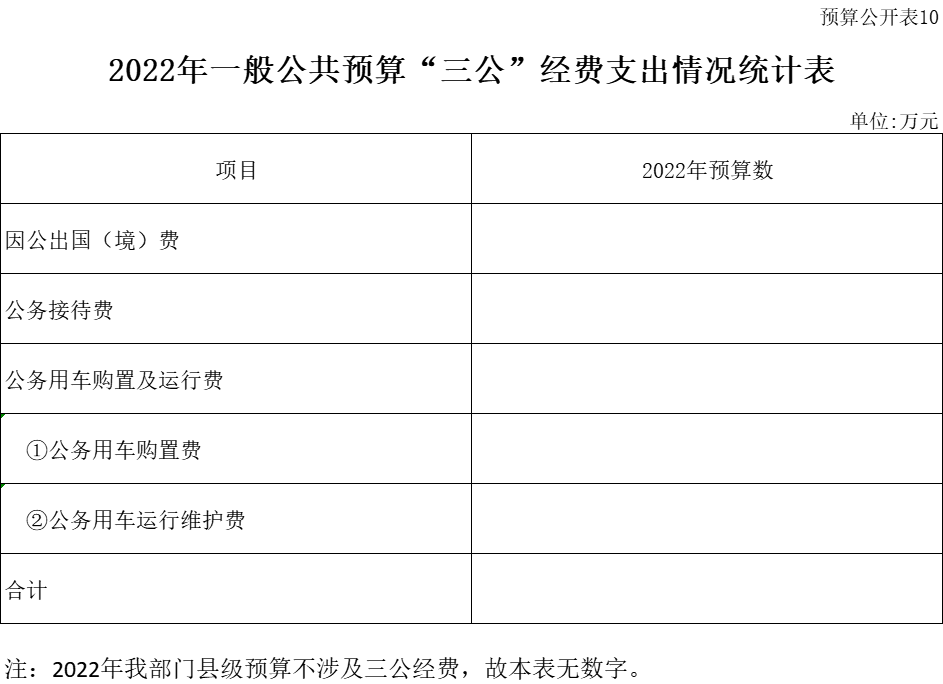 预算公开表10
2022年一般公共预算“三公”经费支出情况统计表
单位:万元
项目 2022年预算数
因公出国（境）费
公务接待费
公务用车购置及运行费
①公务用车购置费
②公务用车运行维护费
合计
注：2022年我部门县级预算不涉及三公经费，故本表无数字。